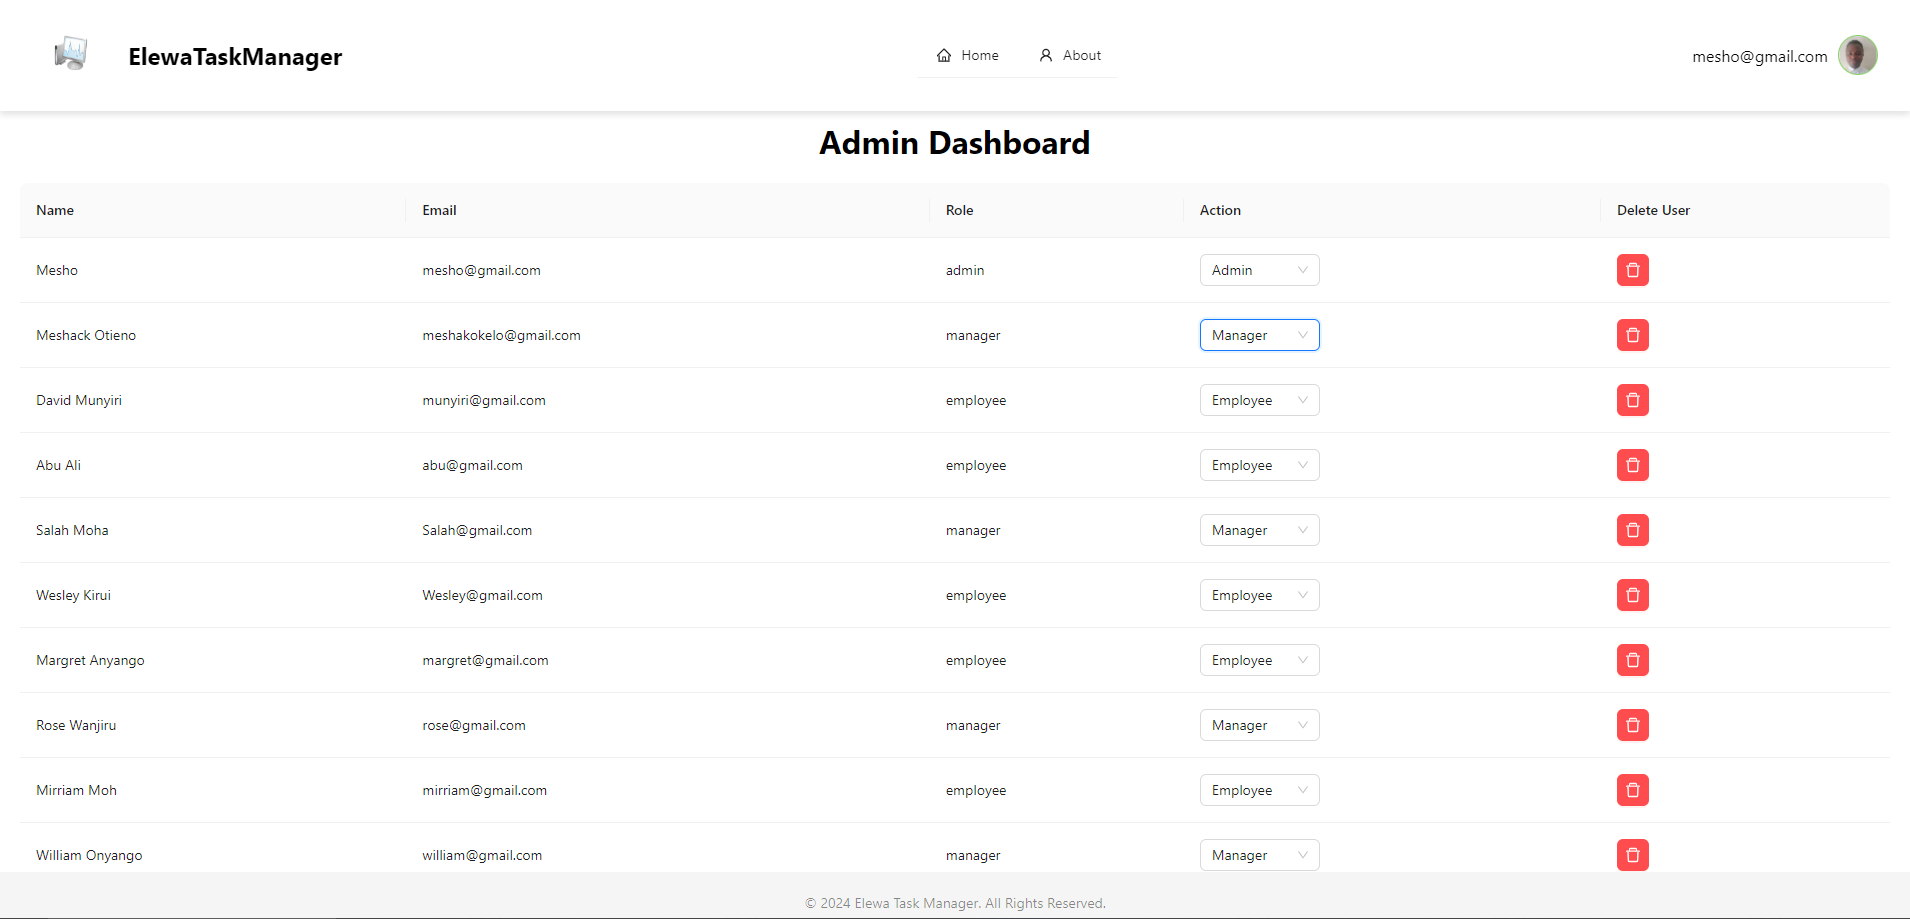 ElewaTaskManager
Home About
mesho@gmail.com
Admin Dashboard
Name Email Role Action Delete User
Mesho mesho@gmail.com admin Admin
Meshack Otieno meshakokelo@gmail.com manager Manager
David Munyiri munyiri@gmail.com employee Employee
Abu Ali abu@gmail.com employee Employee
Salah Moha Salah@gmail.com manager Manager
Wesley Kirui Wesley@gmail.com employee Employee
Margret Anyango margret@gmail.com employee Employee
Rose Wanjiru rose@gmail.com manager Manager
Mirriam Moh mirriam@gmail.com employee Employee
William Onyango william@gmail.com manager Manager
© 2024 Elewa Task Manager. All Rights Reserved.